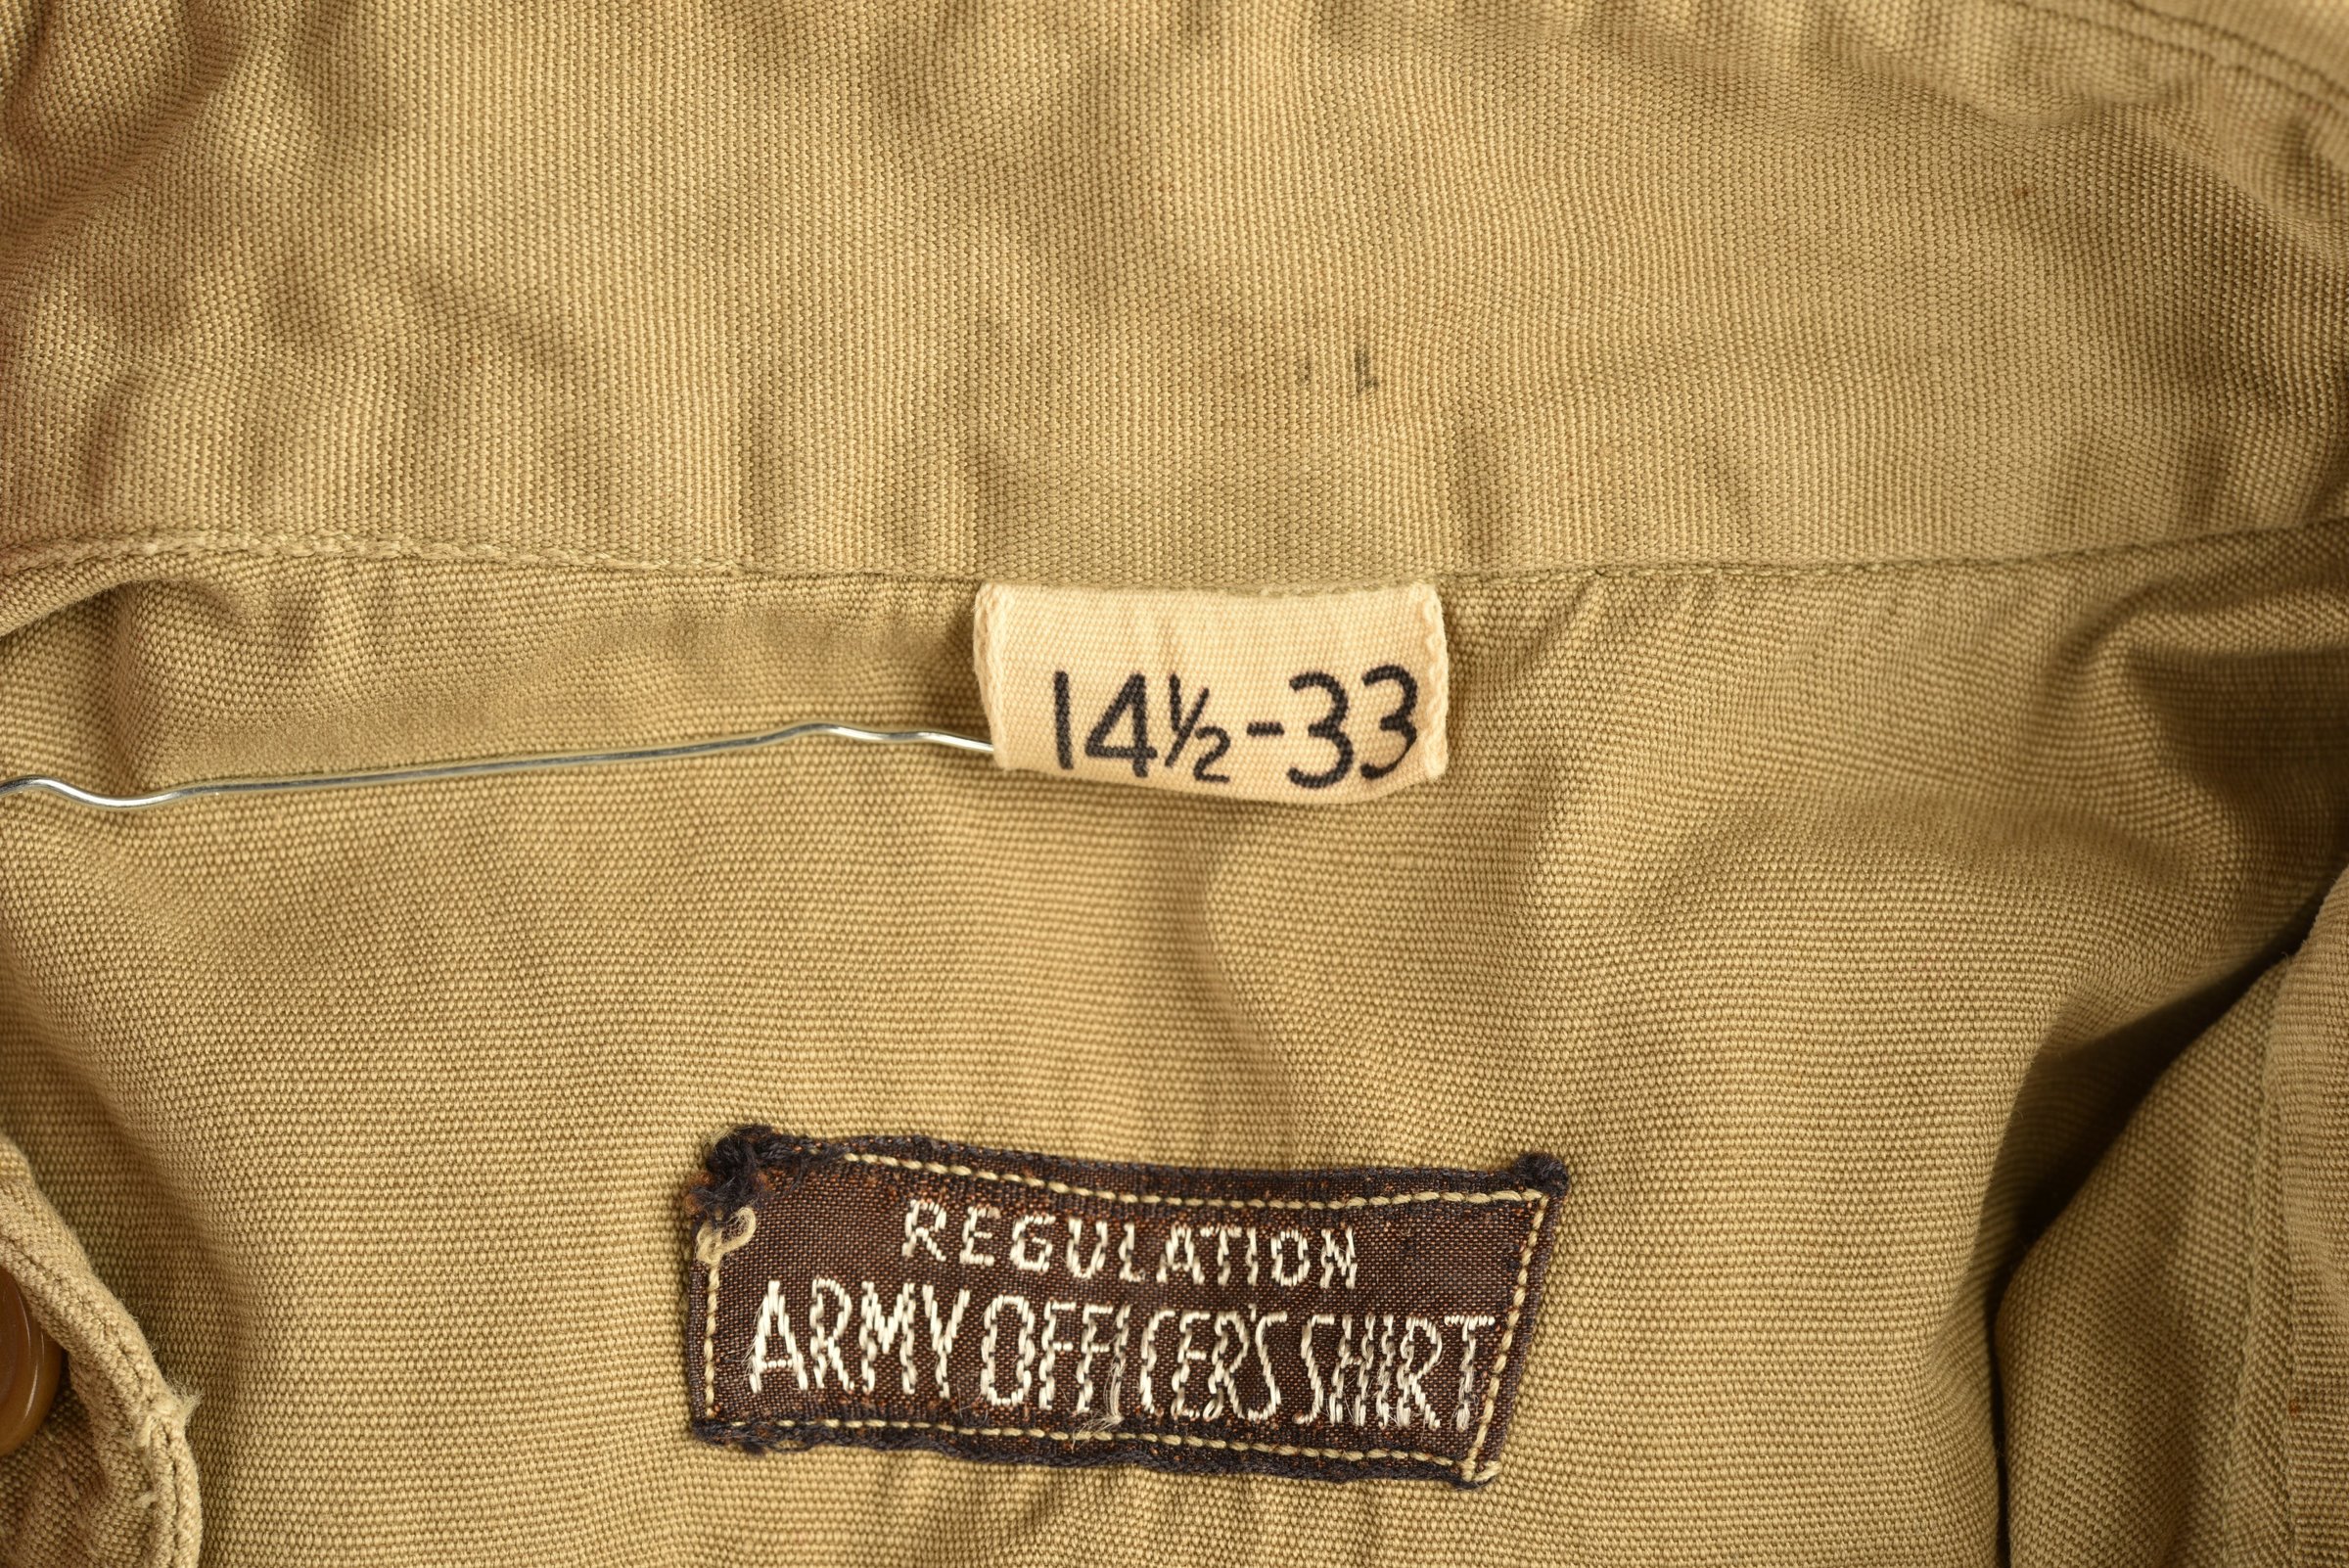 14½-33
REGULATION
ARMY OFFICER'S SHIRT